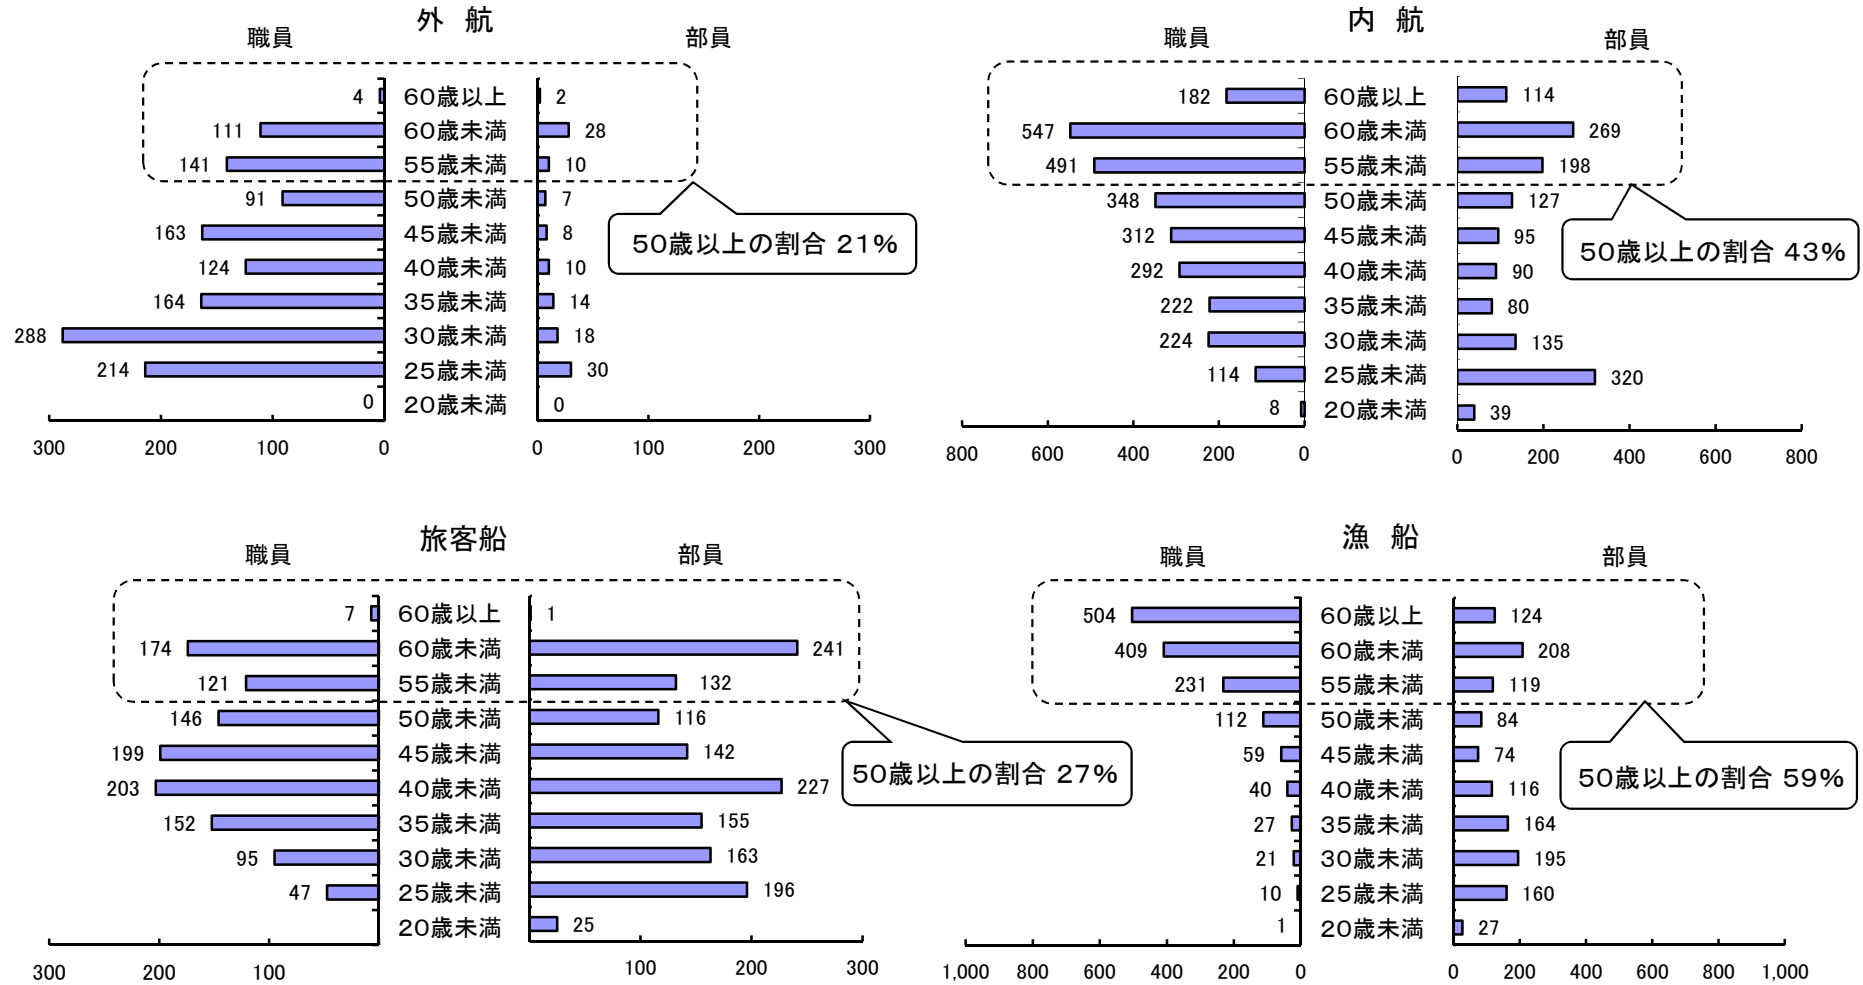 外 航
職員 部員
4 60歳以上 2
111 60歳未満 28
141 55歳未満 10
91 50歳未満 7
163 45歳未満 8
124 40歳未満 10
164 35歳未満 14
288 30歳未満 18
214 25歳未満 30
0 20歳未満 0
300 200 100 0 0 100 200 300
50歳以上の割合 21%
内 航
職員 部員
182 60歳以上 114
547 60歳未満 269
491 55歳未満 198
348 50歳未満 127
312 45歳未満 95
292 40歳未満 90
222 35歳未満 80
224 30歳未満 135
114 25歳未満 320
8 20歳未満 39
800 600 400 200 0 0 200 400 600 800
50歳以上の割合 43%
旅客船
職員 部員
7 60歳以上 1
174 60歳未満 241
121 55歳未満 132
146 50歳未満 116
199 45歳未満 142
203 40歳未満 227
152 35歳未満 155
95 30歳未満 163
47 25歳未満 196
20歳未満 25
300 200 100 100 200 300
50歳以上の割合 27%
漁 船
職員 部員
504 60歳以上 124
409 60歳未満 208
231 55歳未満 119
112 50歳未満 84
59 45歳未満 74
40 40歳未満 116
27 35歳未満 164
21 30歳未満 195
10 25歳未満 160
1 20歳未満 27
1,000 800 600 400 200 0 0 200 400 600 800 1,000
50歳以上の割合 59%